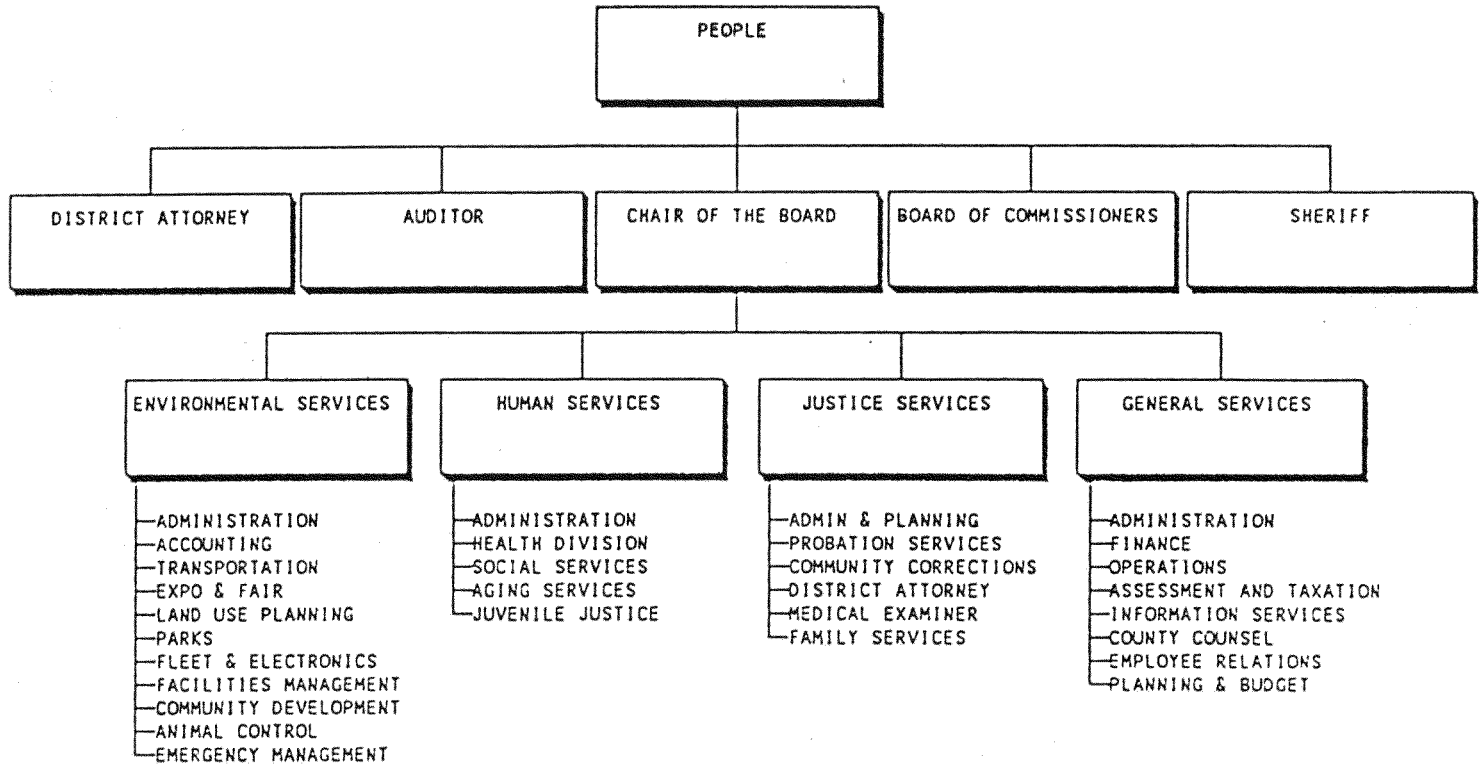 PEOPLE
DISTRICT ATTORNEY
AUDITOR
CHAIR OF THE BOARD
BOARD OF COMMISSIONERS
SHERIFF
ENVIRONMENTAL SERVICES
HUMAN SERVICES
JUSTICE SERVICES
GENERAL SERVICES
ADMINISTRATION
ACCOUNTING
TRANSPORTATION
EXPO & FAIR
LAND USE PLANNING
PARKS
FLEET & ELECTRONICS
FACILITIES MANAGEMENT
COMMUNITY DEVELOPMENT
ANIMAL CONTROL
EMERGENCY MANAGEMENT
ADMINISTRATION
HEALTH DIVISION
SOCIAL SERVICES
AGING SERVICES
JUVENILE JUSTICE
ADMIN & PLANNING
PROBATION SERVICES
COMMUNITY CORRECTIONS
DISTRICT ATTORNEY
MEDICAL EXAMINER
FAMILY SERVICES
ADMINISTRATION
FINANCE
OPERATIONS
ASSESSMENT AND TAXATION
INFORMATION SERVICES
COUNTY COUNSEL
EMPLOYEE RELATIONS
PLANNING & BUDGET